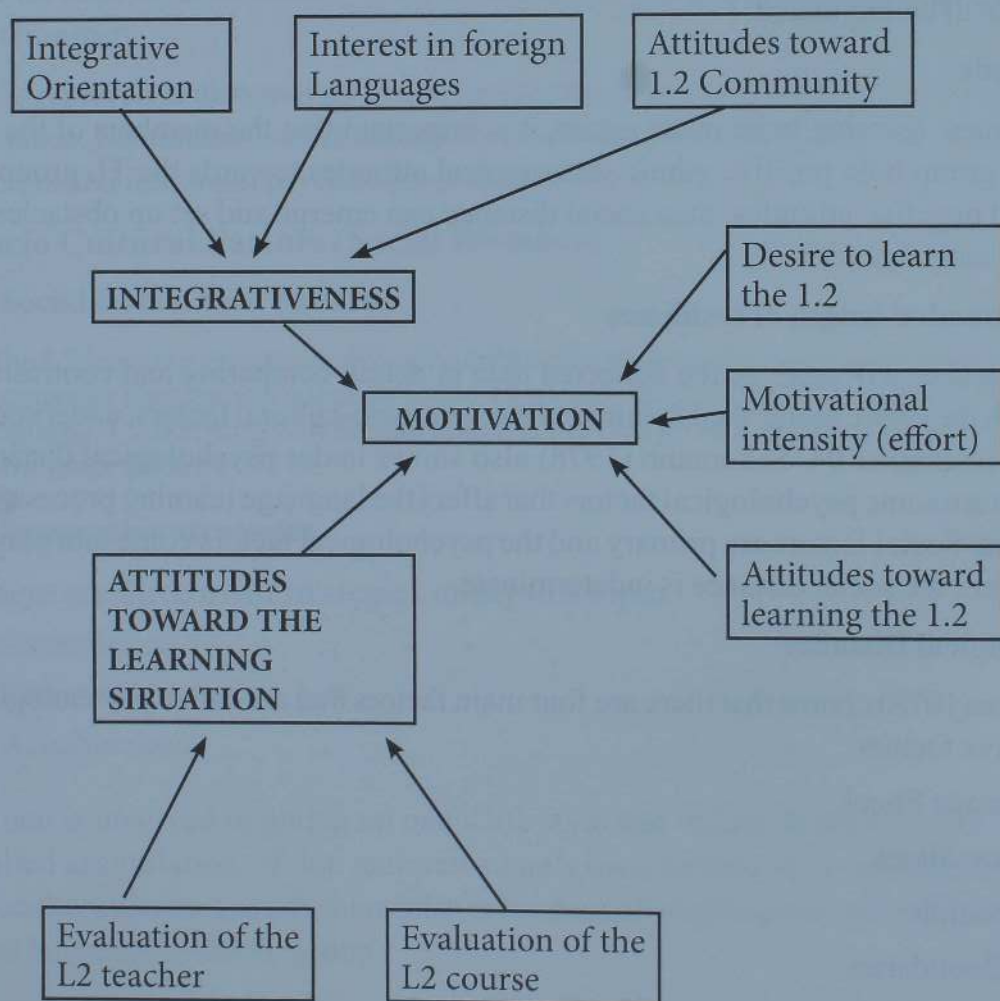 Integrative
Orientation
Interest in foreign
Languages
Attitudes toward
1.2 Community
INTEGRATIVENESS
Desire to learn
the 1.2
MOTIVATION
Motivational
intensity (effort)
Attitudes toward
learning the 1.2
ATTITUDES
TOWARD THE
LEARNING
SIRUATION
Evaluation of the
L2 teacher
Evaluation of the
L2 course